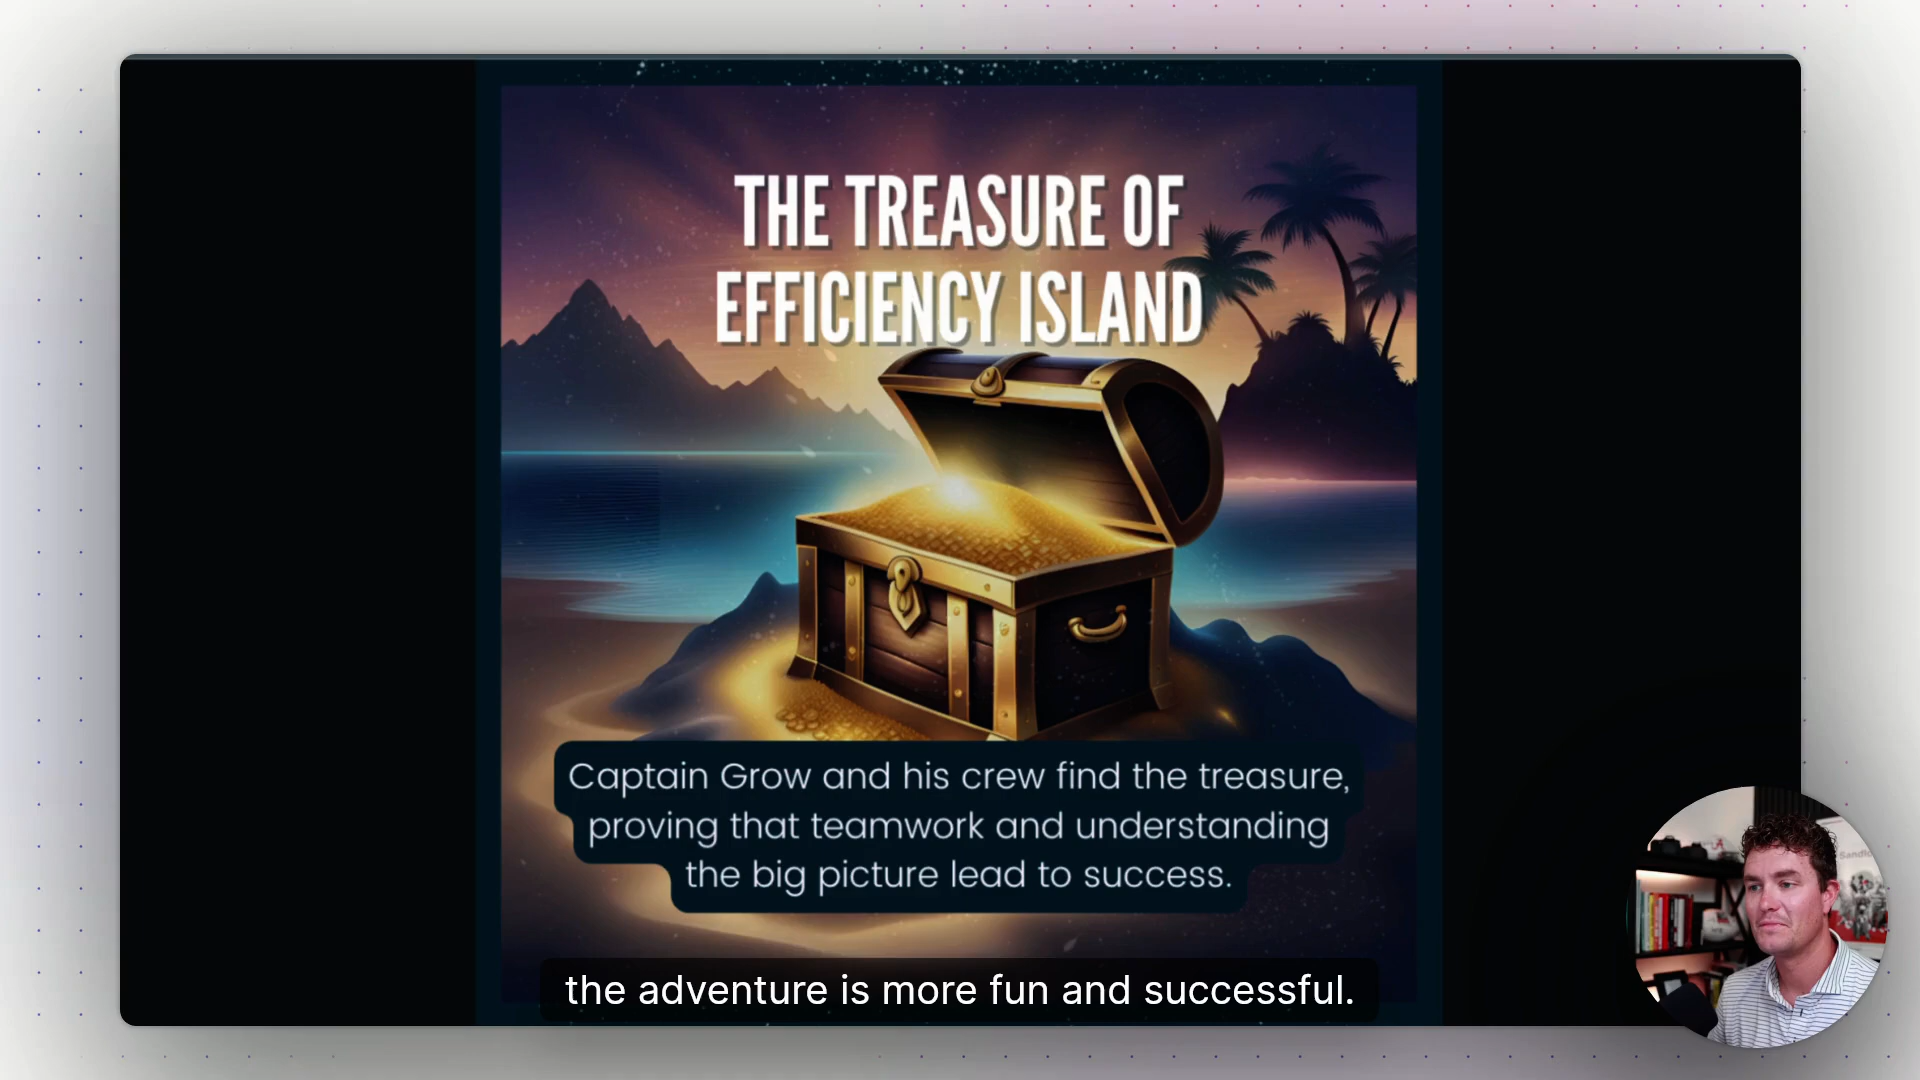 THE TREASURE OF
EFFICIENCY ISLAND
Captain Grow and his crew find the treasure,
proving that teamwork and understanding
the big picture lead to success.
the adventure is more fun and successful.